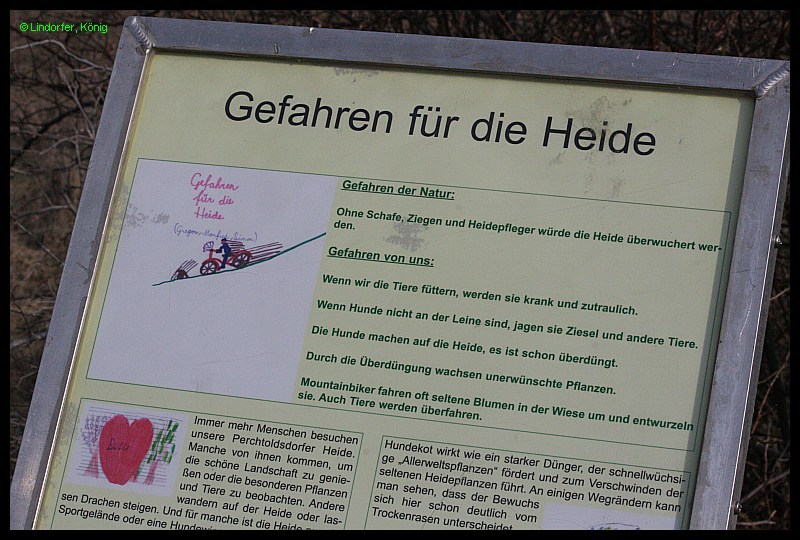 © Lindorfer, König
Gefahren für die Heide
Gefahren
für die
Heide
Gefahren der Natur:
Ohne Schafe, Ziegen und Heidepfleger würde die Heide überwuchert wer-
den.
Gefahren von uns:
Wenn wir die Tiere füttern, werden sie krank und zutraulich.
Wenn Hunde nicht an der Leine sind, jagen sie Ziesel und andere Tiere.
Die Hunde machen auf die Heide, es ist schon überdüngt.
Durch die Überdüngung wachsen unerwünschte Pflanzen.
Mountainbiker fahren oft seltene Blumen in der Wiese um und entwurzeln
sie. Auch Tiere werden überfahren.
Immer mehr Menschen besuchen
unsere Perchtoldsdorfer Heide.
Manche von ihnen kommen, um
die schöne Landschaft zu genie-
ßen oder die besonderen Pflanzen
und Tiere zu beobachten. Andere
wandern auf der Heide oder las-
sen Drachen steigen. Und für manche ist die Heide
Sportgelände oder eine
Hundekot wirkt wie ein starker Dünger, der schnellwüchsi-
ge „Allerweltspflanzen“ fördert und zum Verschwinden der
seltenen Heidepflanzen führt. An einigen Wegrändern kann
man sehen, dass der Bewuchs
sich hier schon deutlich vom
Trockenrasen unterscheidet.